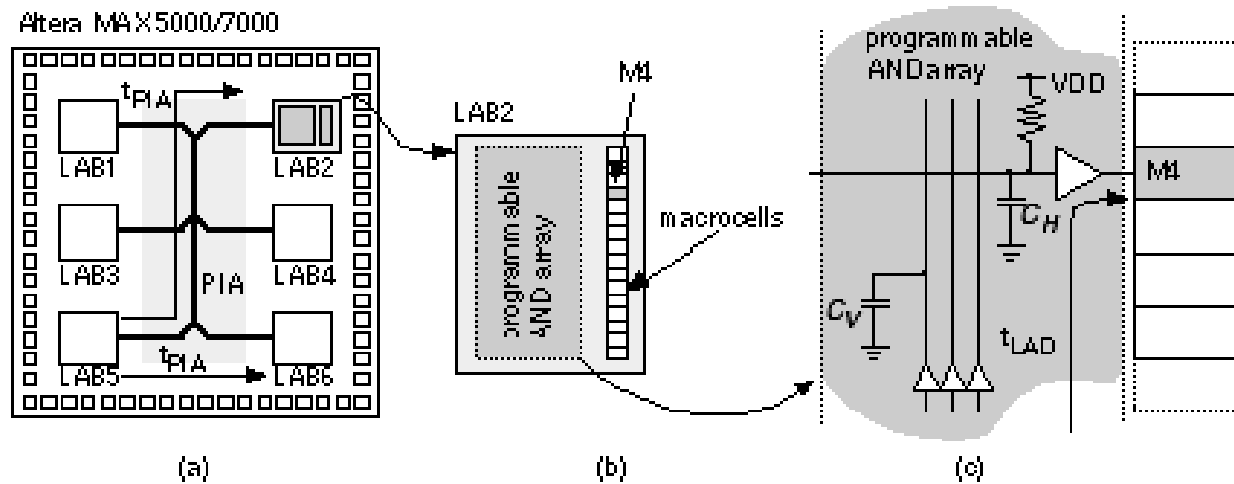 Altera MAX5000/7000
tPIA
LAB1
LAB2
LAB3
LAB4
PIA
tPIA
LAB5
LAB6
(a)
M4
LAB2
programmable
AND array
macrocells
(b)
programmable
AND array
VDD
M4
CH
CV
tLAD
(c)